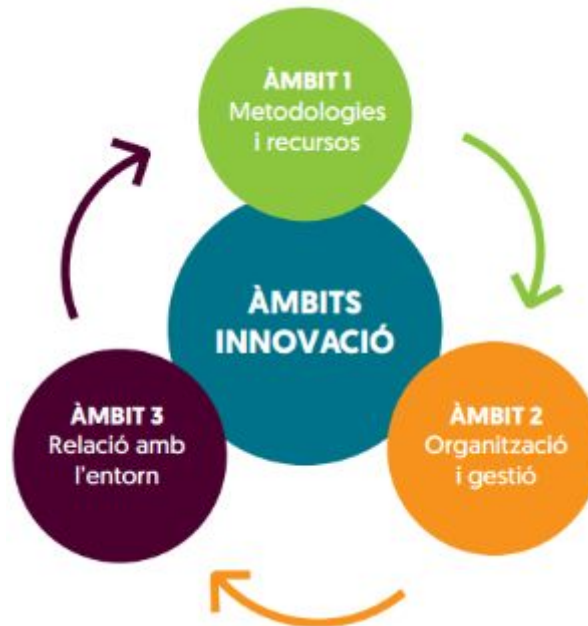 ÀMBIT 1
Metodologies
i recursos
ÀMBITS
INNOVACIÓ
ÀMBIT 3
Relació amb
l'entorn
ÀMBIT 2
Organització
i gestió